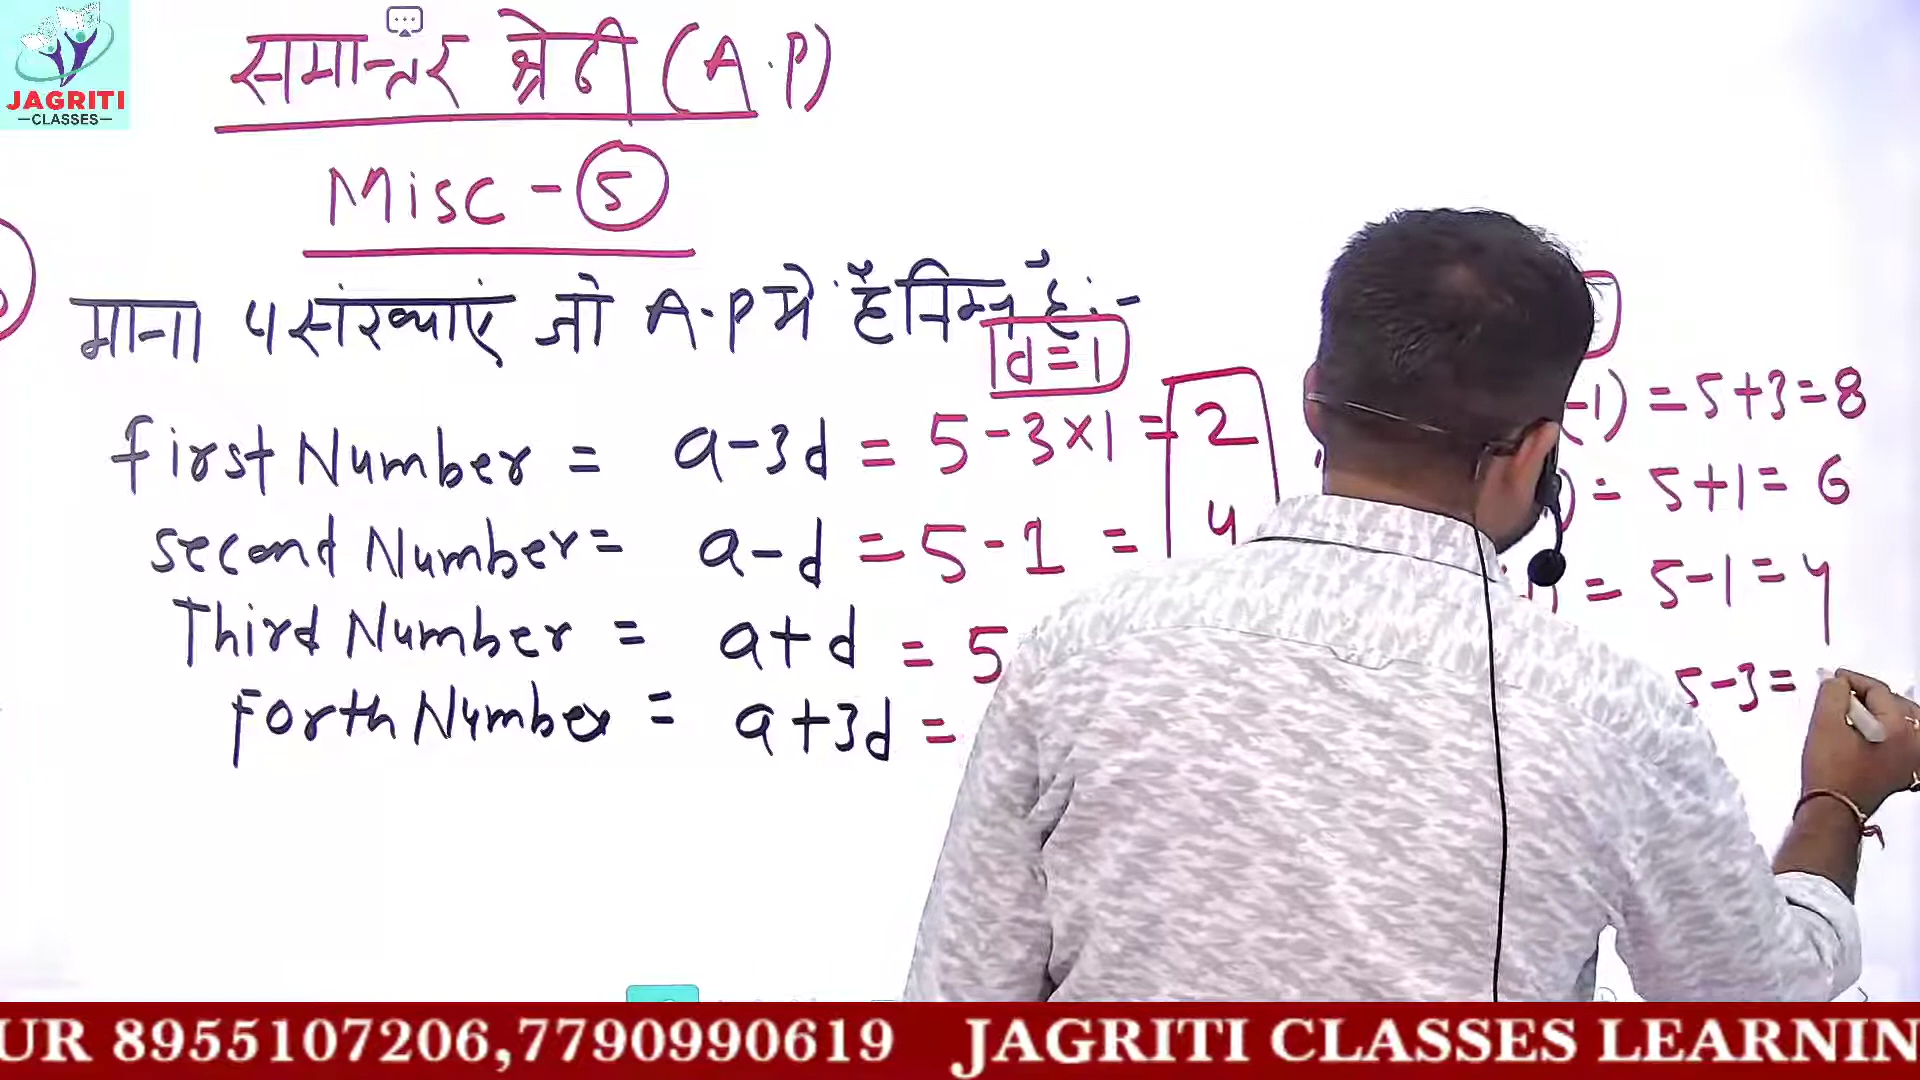 JAGRITI
—CLASSES—
समान्तर श्रेढी (A.P)
Misc - 5
माना 4 संख्याएं जो A.P में हैं निम्न हैं:-
d=1
first Number = a-3d = 5-3×1 = 2
-1) = 5+3=8
second Number = a-d = 5-1 = 4
) = 5+1= 6
Third Number = a+d = 5
= 5-1=4
Forth Number = a+3d =
5-3=
UR 8955107206,7790990619 JAGRITI CLASSES LEARNIN